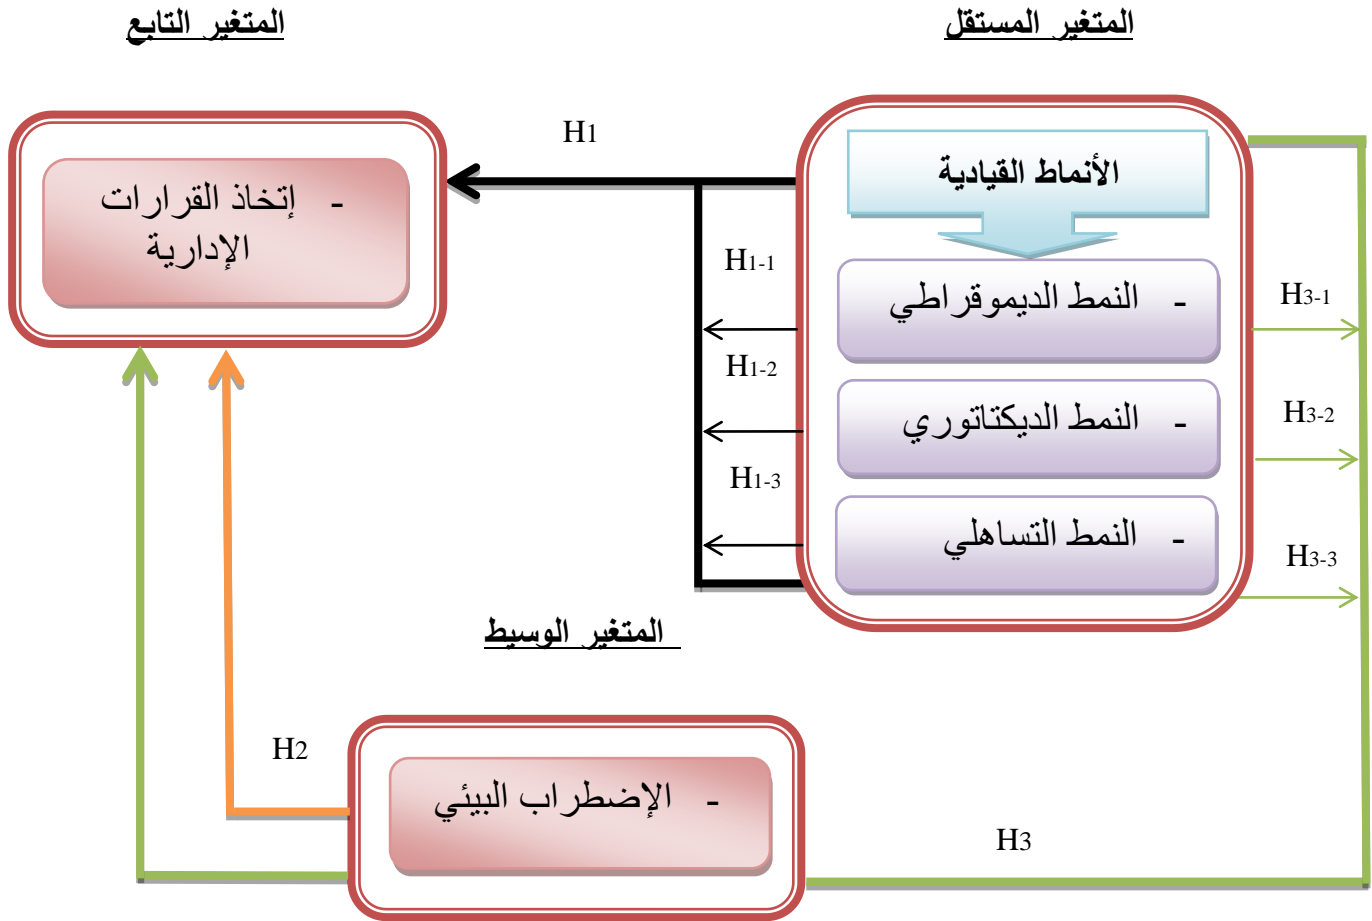 المتغير المستقل
المتغير التابع
H1
الأنماط القيادية
- إتخاذ القرارات
الإدارية
H1-1
- النمط الديموقراطي
H3-1
H1-2
- النمط الديكتاتوري
H3-2
H1-3
- النمط التساهلي
H3-3
المتغير الوسيط
H2
- الإضطراب البيئي
H3